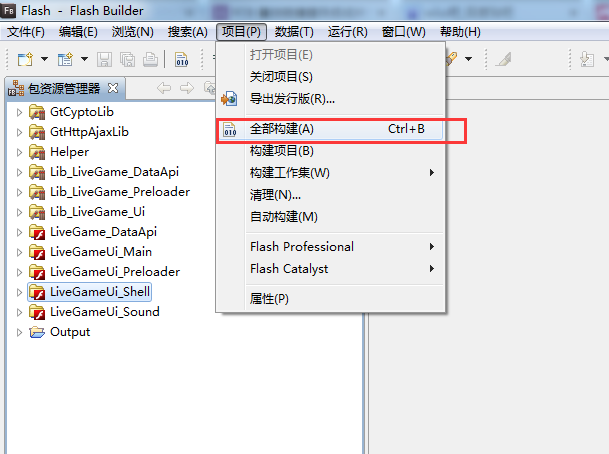 Fb Flash - Flash Builder
文件(F) 编辑(E) 浏览(N) 搜索(A) 项目(P) 数据(T) 运行(R) 窗口(W) 帮助(H)
010
包资源管理器
GtCyptoLib
GtHttpAjaxLib
Helper
Lib_LiveGame_DataApi
Lib_LiveGame_Preloader
Lib_LiveGame_Ui
LiveGame_DataApi
LiveGameUi_Main
LiveGameUi_Preloader
LiveGameUi_Shell
LiveGameUi_Sound
Output
打开项目(E)
关闭项目(S)
导出发行版(R)...
010 全部构建(A) Ctrl+B
构建项目(B)
构建工作集(W)
清理(N)...
自动构建(M)
Flash Professional
Flash Catalyst
属性(P)